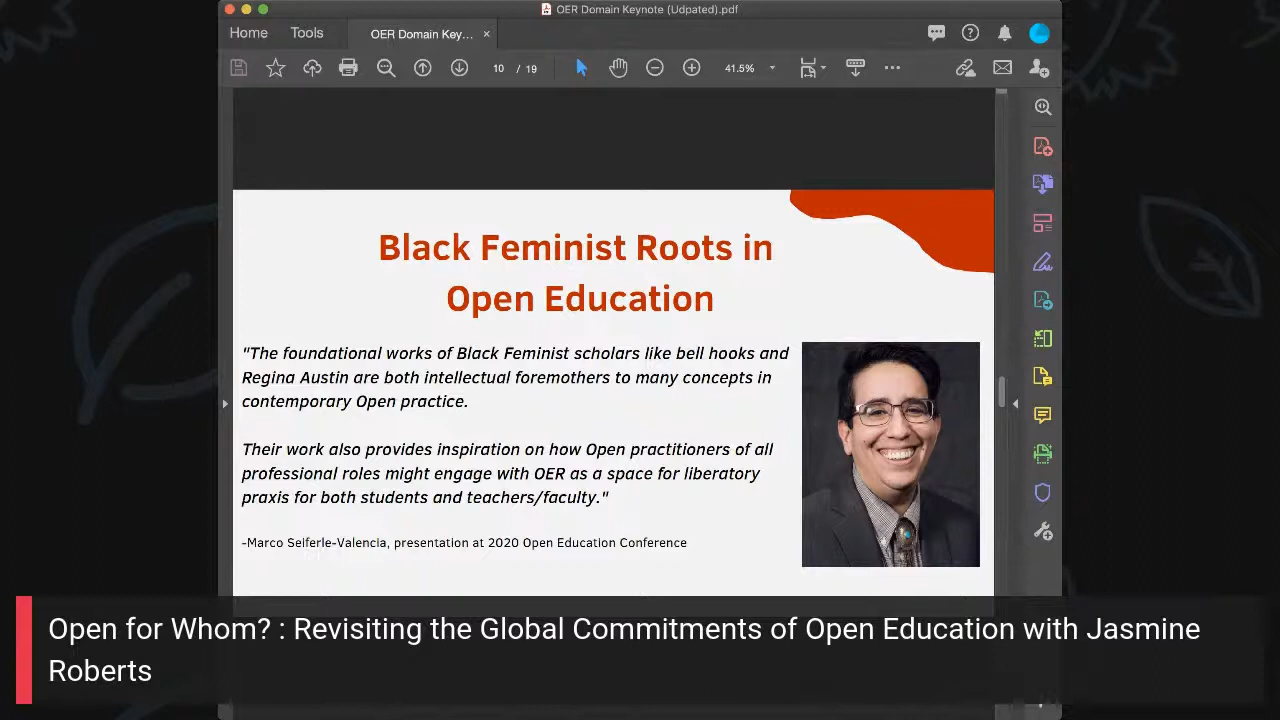 OER Domain Keynote (Udpated).pdf
Home Tools OER Domain Key... ×
10 / 19 41.5%
Black Feminist Roots in
Open Education
"The foundational works of Black Feminist scholars like bell hooks and
Regina Austin are both intellectual foremothers to many concepts in
contemporary Open practice.
Their work also provides inspiration on how Open practitioners of all
professional roles might engage with OER as a space for liberatory
praxis for both students and teachers/faculty."
-Marco Seiferle-Valencia, presentation at 2020 Open Education Conference
Open for Whom? : Revisiting the Global Commitments of Open Education with Jasmine
Roberts